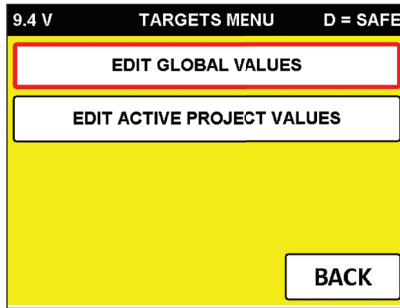 9.4 V TARGETS MENU D = SAFE
EDIT GLOBAL VALUES
EDIT ACTIVE PROJECT VALUES
BACK